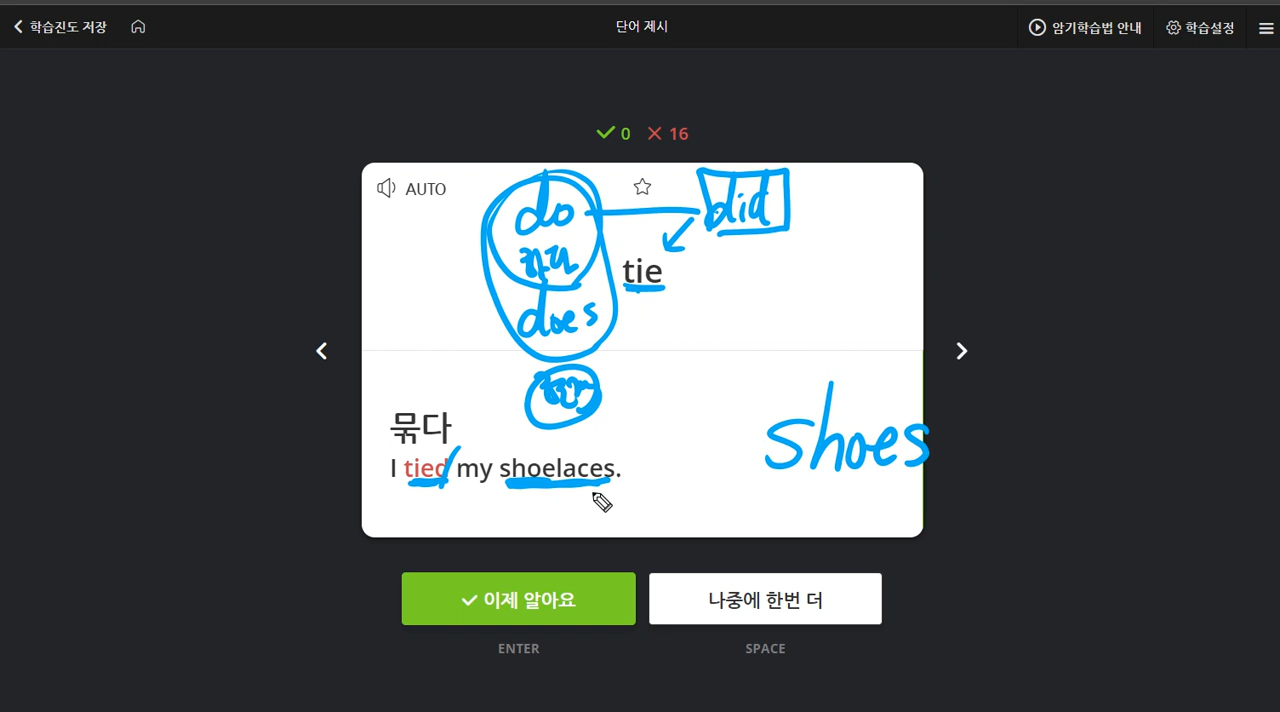 학습진도 저장
단어 제시
암기학습법 안내
학습설정
0
16
AUTO
do
did
하다
tie
does
묶다
I tied my shoelaces.
shoes
이제 알아요
나중에 한번 더
ENTER
SPACE